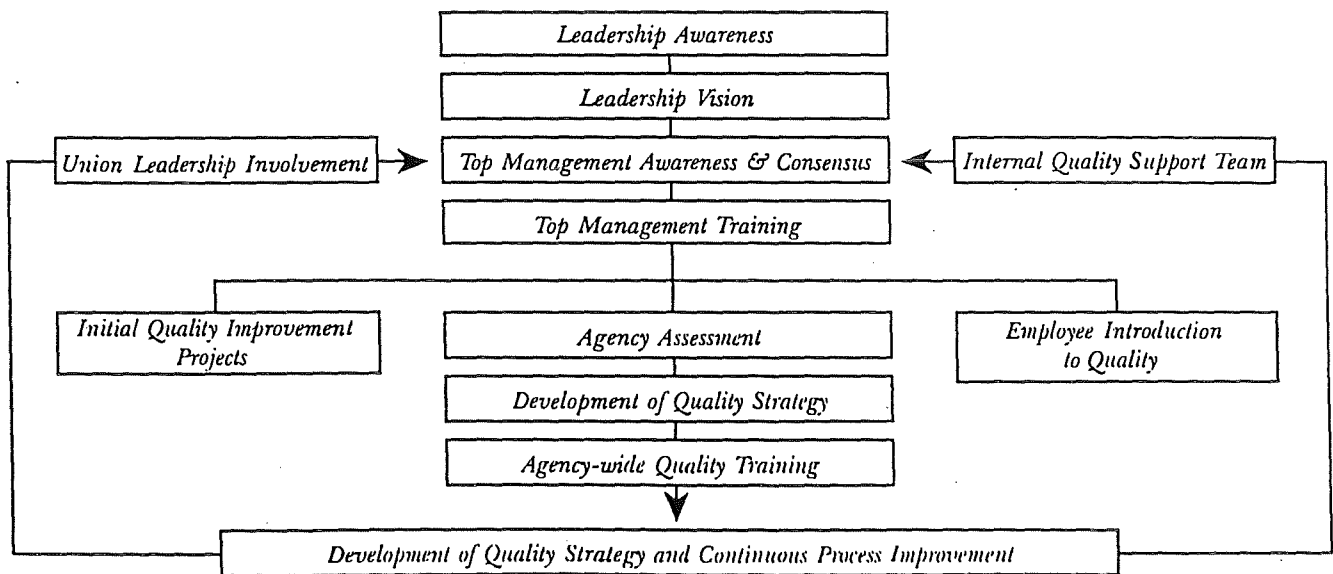 Leadership Awareness
Leadership Vision
Union Leadership Involvement
Top Management Awareness & Consensus
Internal Quality Support Team
Top Management Training
Initial Quality Improvement
Projects
Agency Assessment
Employee Introduction
to Quality
Development of Quality Strategy
Agency-wide Quality Training
Development of Quality Strategy and Continuous Process Improvement